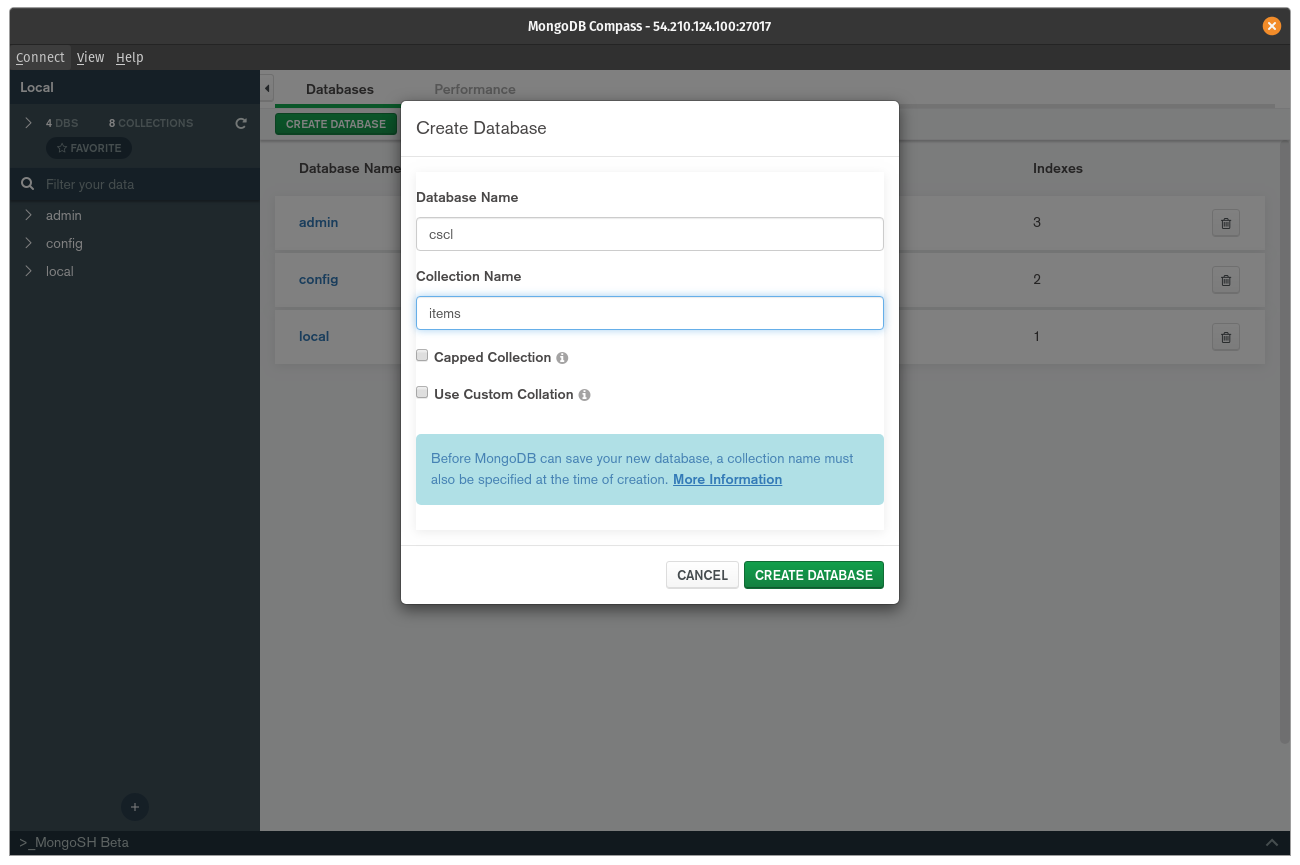 MongoDB Compass - 54.210.124.100:27017
Connect View Help
Local
4 DBS 8 COLLECTIONS
FAVORITE
Filter your data
admin
config
local
>_MongoSH Beta
Databases Performance
CREATE DATABASE
Database Name Indexes
admin 3
config 2
local 1
Create Database
Database Name
cscl
Collection Name
items
Capped Collection
Use Custom Collation
Before MongoDB can save your new database, a collection name must
also be specified at the time of creation. More Information
CANCEL CREATE DATABASE